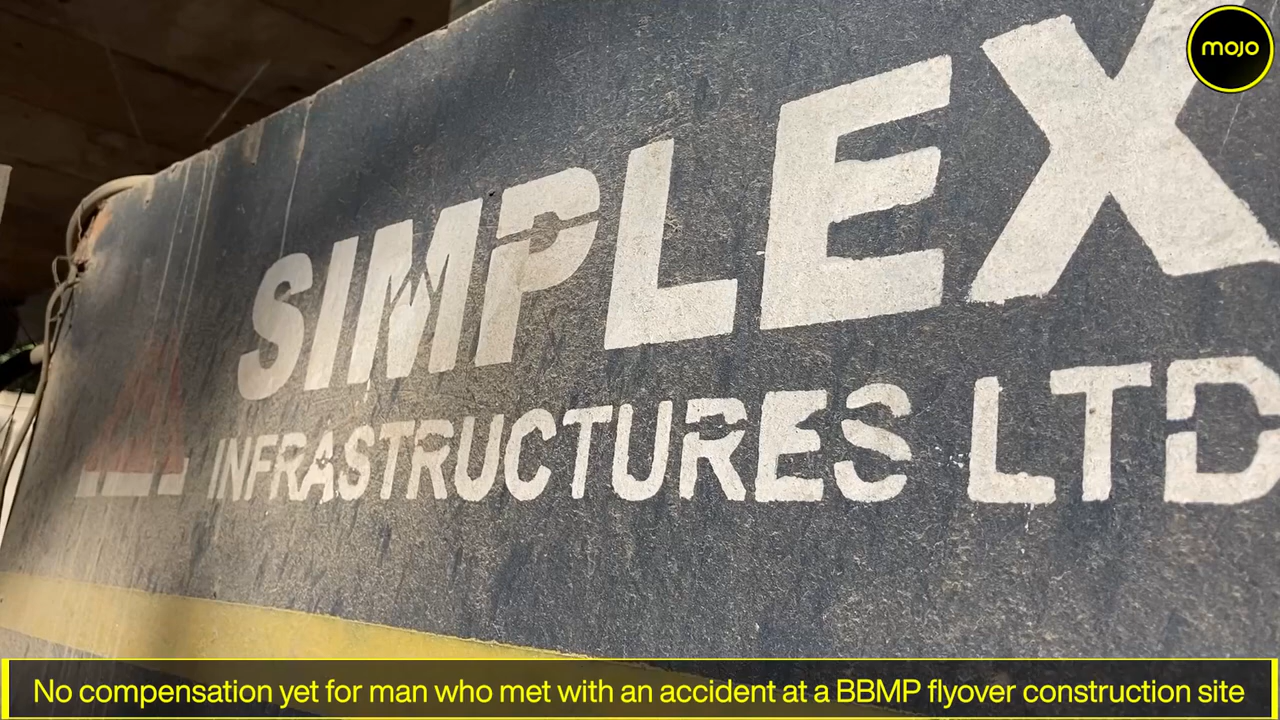 mojo
SIMPLEX
INFRASTRUCTURES LTD
No compensation yet for man who met with an accident at a BBMP flyover construction site